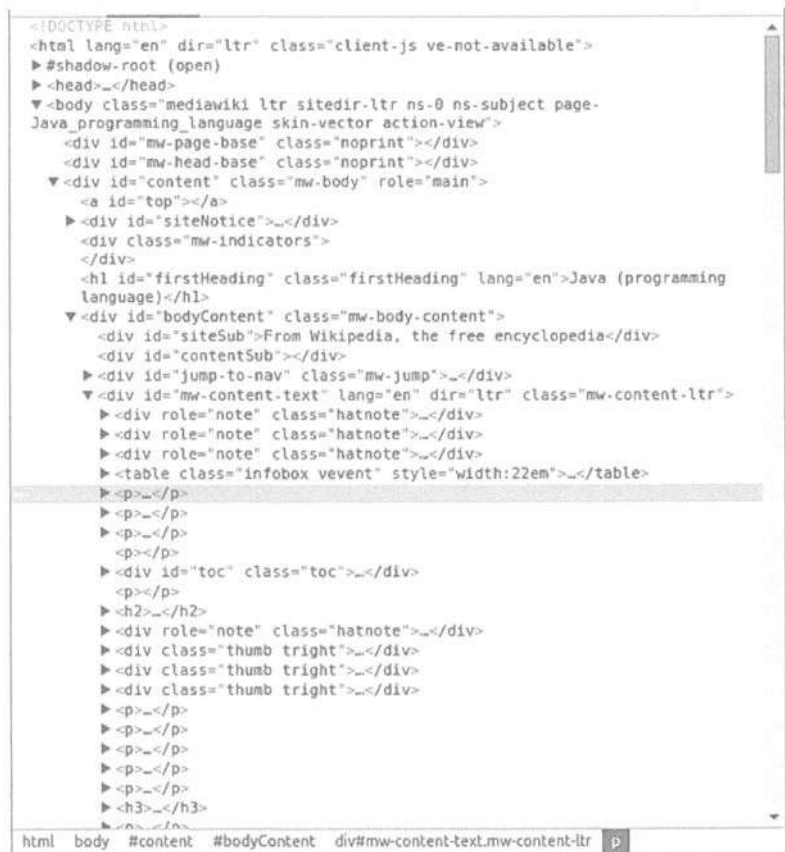 <!DOCTYPE html>
<html lang="en" dir="ltr" class="client-js ve-not-available">
▶ #shadow-root (open)
▶ <head>…</head>
▼ <body class="mediawiki ltr sitedir-ltr ns-0 ns-subject page-
Java_programming_language skin-vector action-view">
<div id="mw-page-base" class="noprint"></div>
<div id="mw-head-base" class="noprint"></div>
▼ <div id="content" class="mw-body" role="main">
<a id="top"></a>
▶ <div id="siteNotice">…</div>
<div class="mw-indicators">
</div>
<h1 id="firstHeading" class="firstHeading" lang="en">Java (programming
language)</h1>
▼ <div id="bodyContent" class="mw-body-content">
<div id="siteSub">From Wikipedia, the free encyclopedia</div>
<div id="contentSub"></div>
▶ <div id="jump-to-nav" class="mw-jump">…</div>
▼ <div id="mw-content-text" lang="en" dir="ltr" class="mw-content-ltr">
▶ <div role="note" class="hatnote">…</div>
▶ <div role="note" class="hatnote">…</div>
▶ <div role="note" class="hatnote">…</div>
▶ <table class="infobox vevent" style="width:22em">…</table>
▶ <p>…</p>
▶ <p>…</p>
▶ <p>…</p>
<p></p>
▶ <div id="toc" class="toc">…</div>
<p></p>
▶ <h2>…</h2>
▶ <div role="note" class="hatnote">…</div>
▶ <div class="thumb tright">…</div>
▶ <div class="thumb tright">…</div>
▶ <div class="thumb tright">…</div>
▶ <p>…</p>
▶ <p>…</p>
▶ <p>…</p>
▶ <p>…</p>
▶ <p>…</p>
▶ <h3>…</h3>
▶ <p>…</p>
html body #content #bodyContent div#mw-content-text.mw-content-ltr p